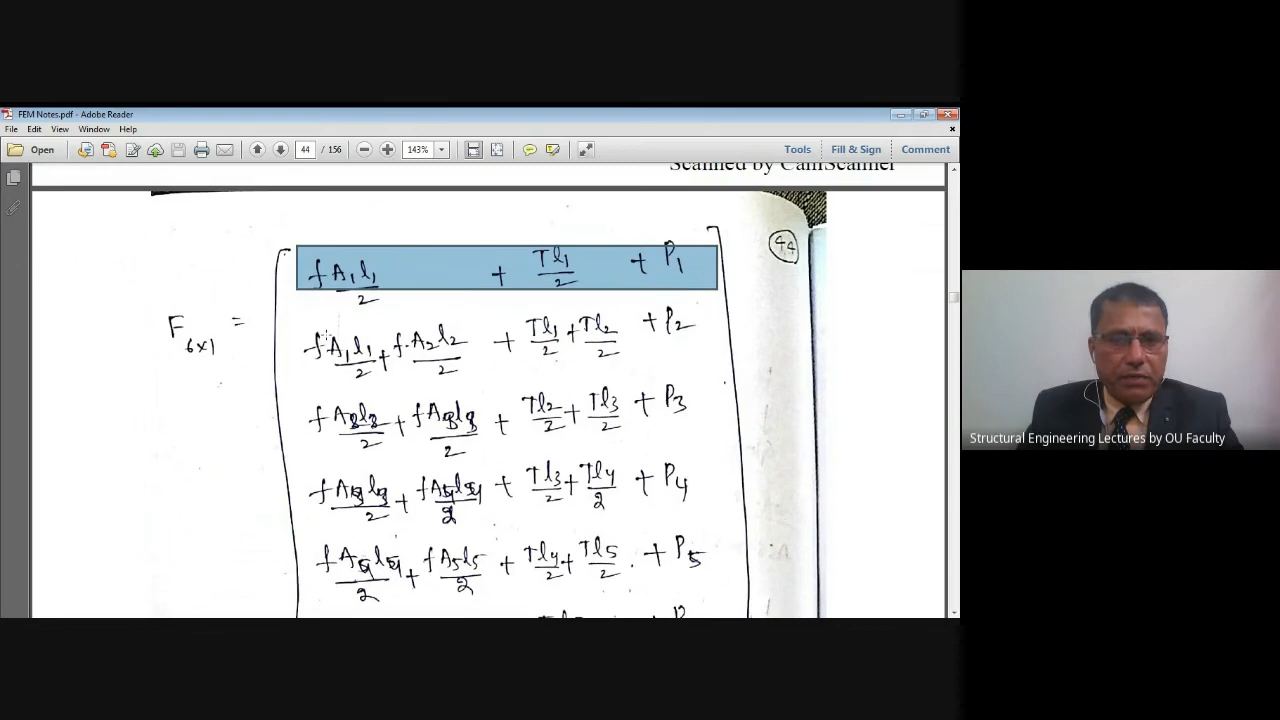 FEM Notes.pdf - Adobe Reader
File Edit View Window Help
Open 44 / 156 143% Tools Fill & Sign Comment
Scanned by CamScanner
44
F6x1 =
fA1l1/2 + Tl1/2 + P1
fA1l1/2 + f.A2l2/2 + Tl1/2 + Tl2/2 + P2
+ Tl2/2 + Tl3/2 + P3
+ Tl3/2 + Tl4/2 + P4
+ fA5l5/2 + Tl4/2 + Tl5/2 . + P5
Structural Engineering Lectures by OU Faculty